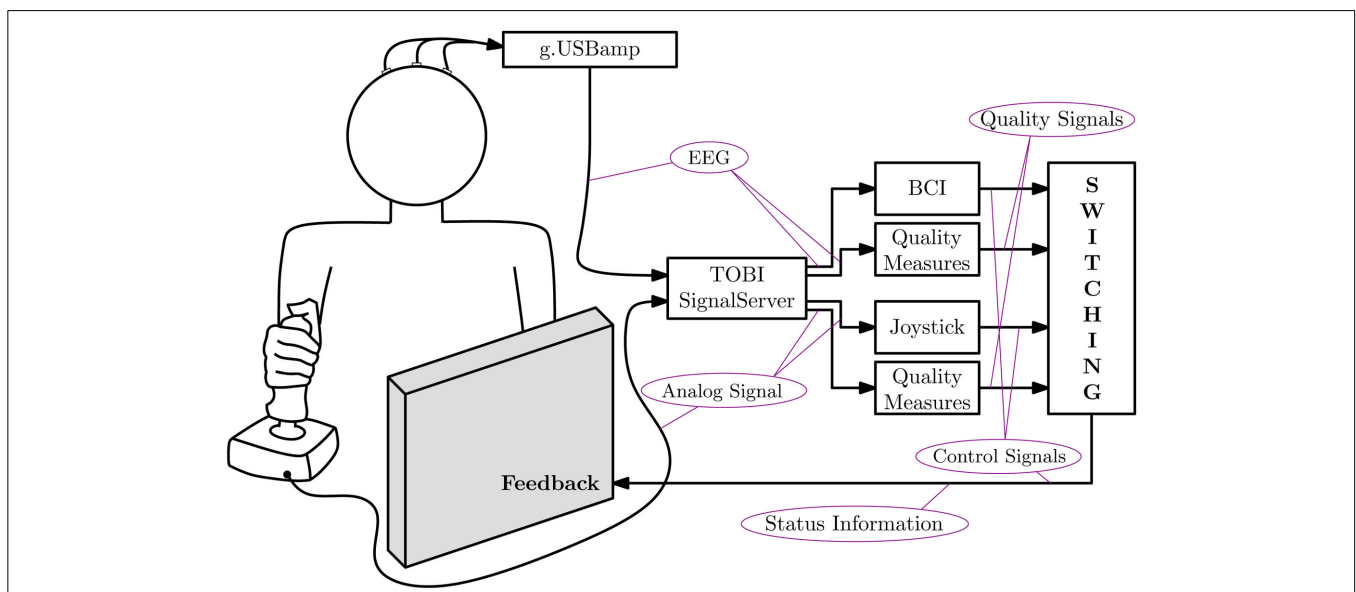 g.USBamp
Quality Signals
EEG
BCI
Quality
Measures
TOBI
SignalServer
Joystick
Analog Signal
Quality
Measures
SWITCHING
Control Signals
Feedback
Status Information